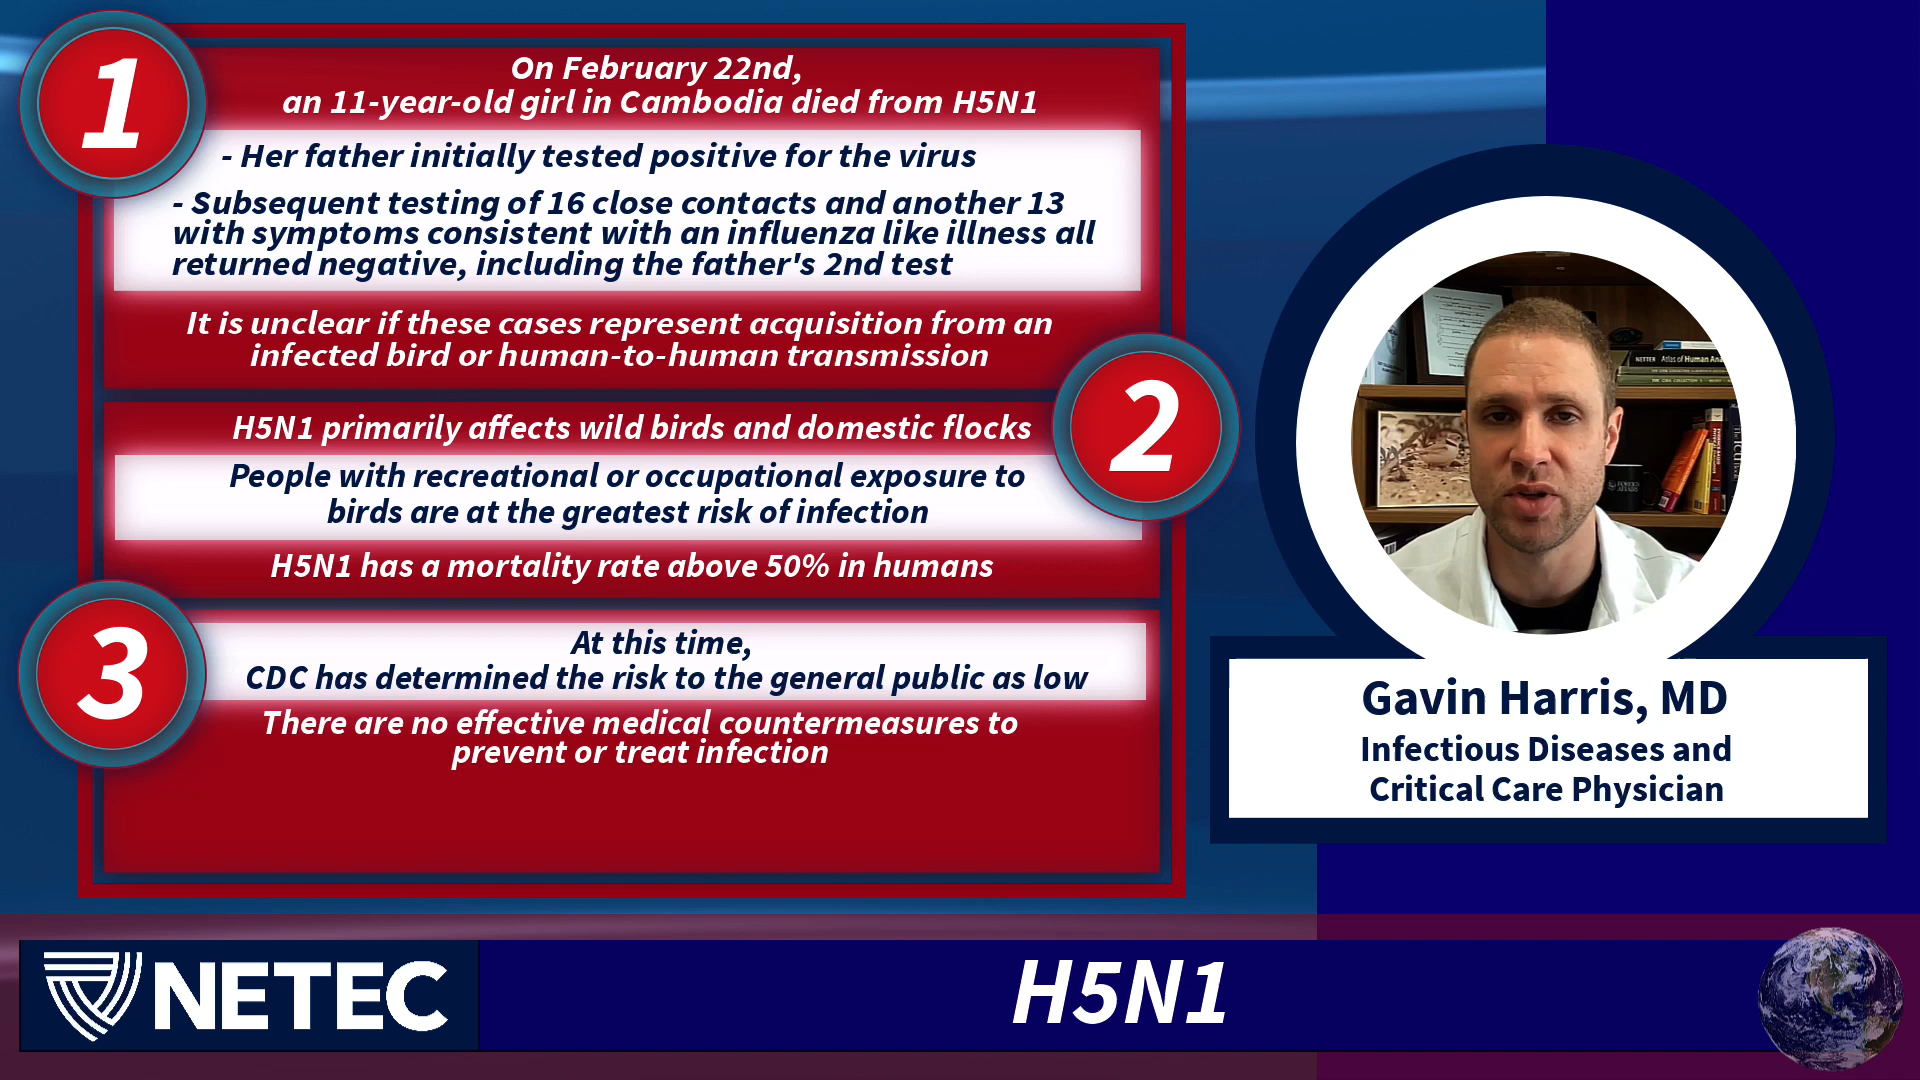 1
On February 22nd,
an 11-year-old girl in Cambodia died from H5N1
- Her father initially tested positive for the virus
- Subsequent testing of 16 close contacts and another 13
with symptoms consistent with an influenza like illness all
returned negative, including the father's 2nd test
It is unclear if these cases represent acquisition from an
infected bird or human-to-human transmission
2
H5N1 primarily affects wild birds and domestic flocks
People with recreational or occupational exposure to
birds are at the greatest risk of infection
H5N1 has a mortality rate above 50% in humans
3
At this time,
CDC has determined the risk to the general public as low
There are no effective medical countermeasures to
prevent or treat infection
NETTER Atlas of Human
FOREIGN
AFFAIRS
Gavin Harris, MD
Infectious Diseases and
Critical Care Physician
NETEC
H5N1